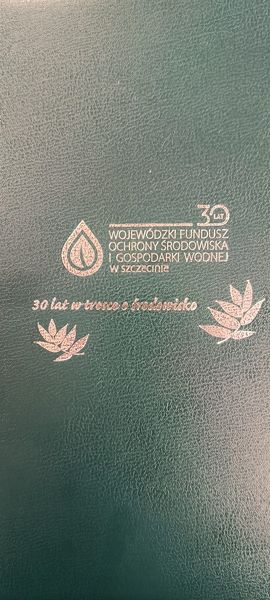 30
LAT
WOJEWÓDZKI FUNDUSZ
OCHRONY ŚRODOWISKA
I GOSPODARKI WODNEJ
W SZCZECINIE
30 lat w trosce o środowisko